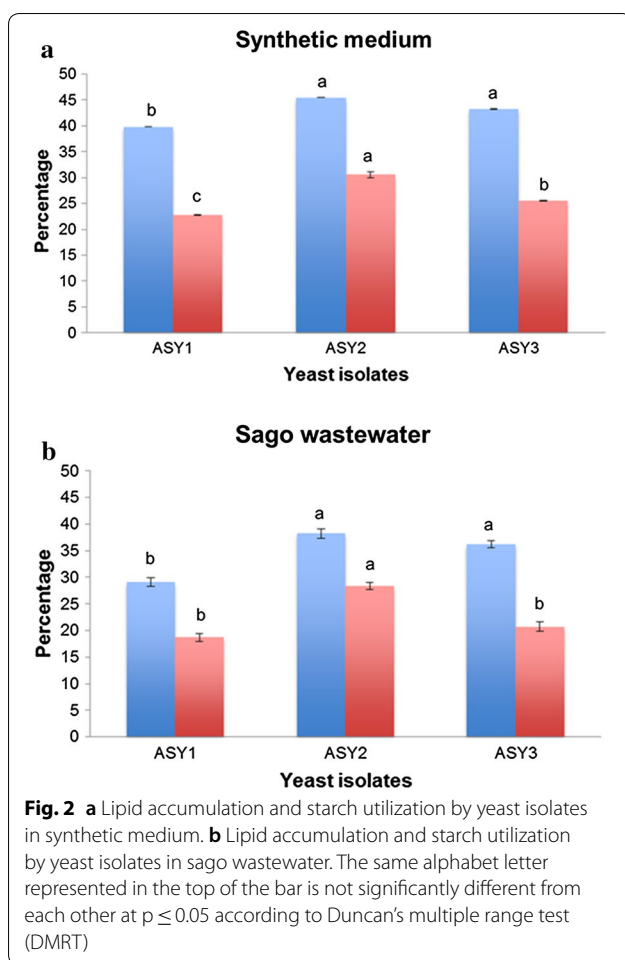 a
Synthetic medium
50
45
40
35
30
25
20
15
10
5
0
Percentage
b
c
a
a
a
b
ASY1 ASY2 ASY3
Yeast isolates
b
Sago wastewater
50
45
40
35
30
25
20
15
10
5
0
Percentage
b
b
a
a
a
b
ASY1 ASY2 ASY3
Yeast isolates
Fig. 2 a Lipid accumulation and starch utilization by yeast isolates
in synthetic medium. b Lipid accumulation and starch utilization
by yeast isolates in sago wastewater. The same alphabet letter
represented in the top of the bar is not significantly different from
each other at p ≤ 0.05 according to Duncan's multiple range test
(DMRT)